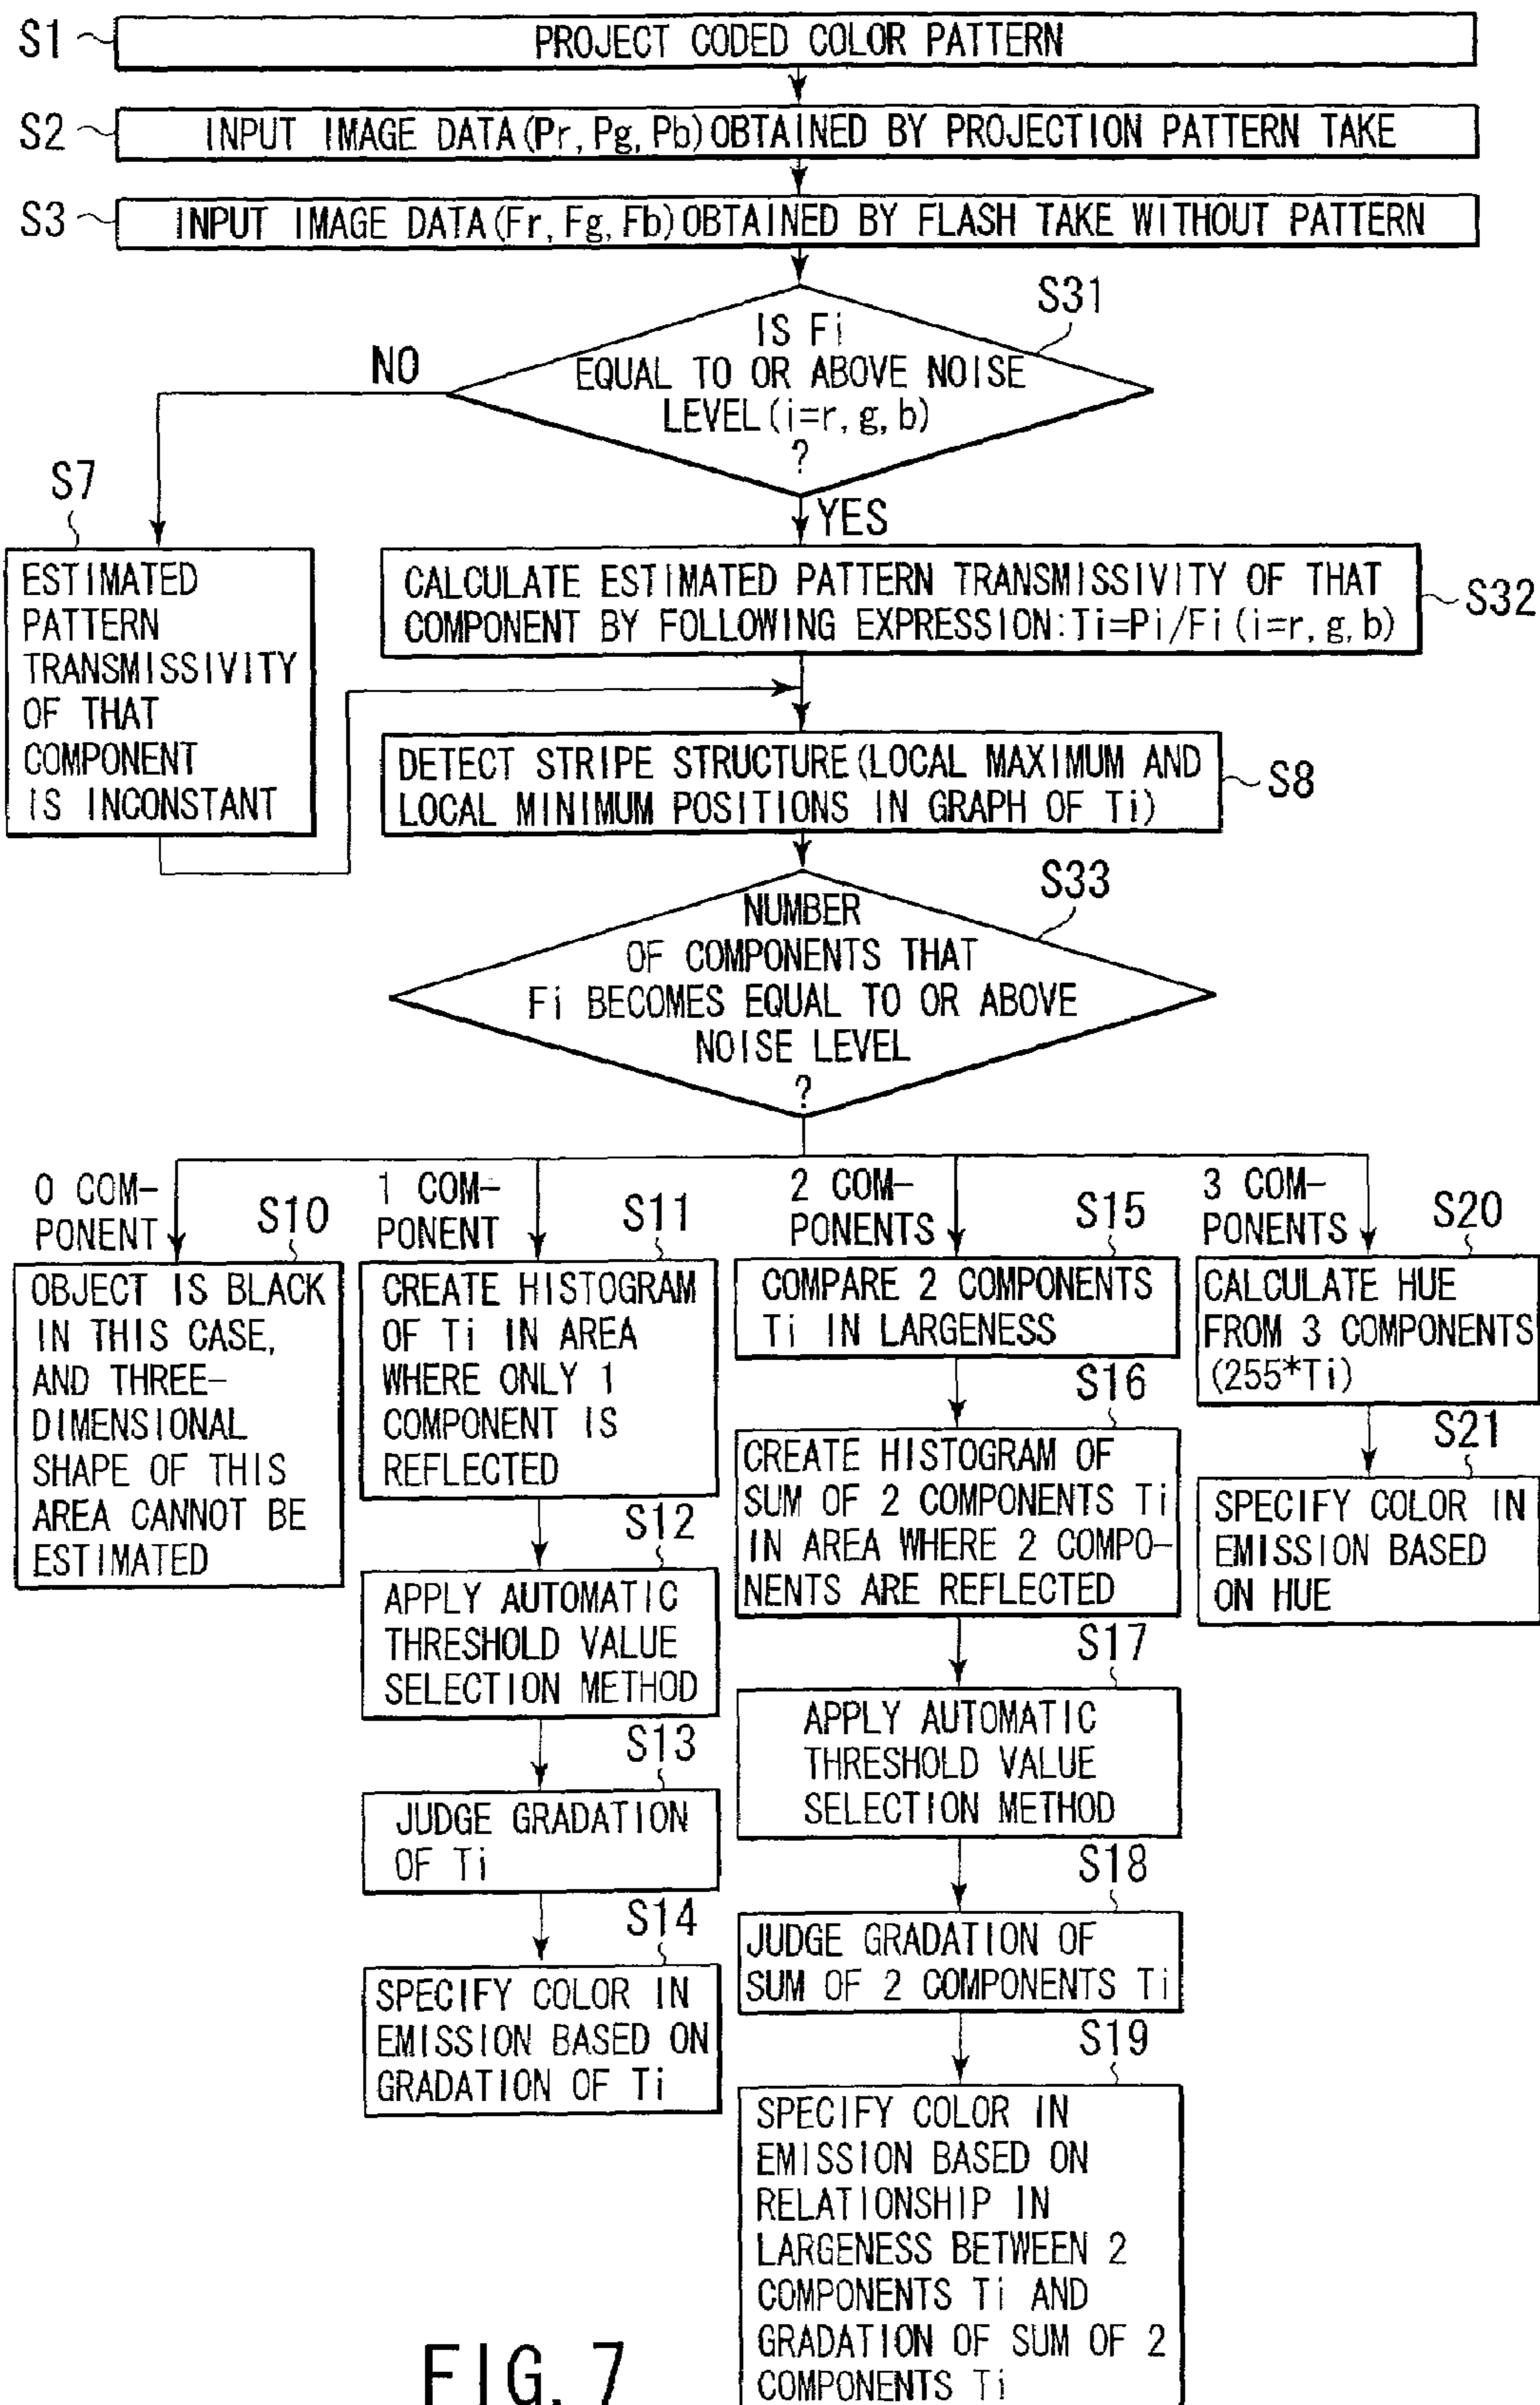 S1
PROJECT CODED COLOR PATTERN
S2
INPUT IMAGE DATA(Pr, Pg, Pb)OBTAINED BY PROJECTION PATTERN TAKE
S3
INPUT IMAGE DATA(Fr, Fg, Fb)OBTAINED BY FLASH TAKE WITHOUT PATTERN
S31
IS Fi
EQUAL TO OR ABOVE NOISE
LEVEL(i=r, g, b)
?
NO
YES
S7
ESTIMATED
PATTERN
TRANSMISSIVITY
OF THAT
COMPONENT
IS INCONSTANT
CALCULATE ESTIMATED PATTERN TRANSMISSIVITY OF THAT
COMPONENT BY FOLLOWING EXPRESSION:Ti=Pi/Fi(i=r, g, b)
S32
DETECT STRIPE STRUCTURE(LOCAL MAXIMUM AND
LOCAL MINIMUM POSITIONS IN GRAPH OF Ti)
S8
S33
NUMBER
OF COMPONENTS THAT
Fi BECOMES EQUAL TO OR ABOVE
NOISE LEVEL
?
0 COM-
PONENT
S10
OBJECT IS BLACK
IN THIS CASE,
AND THREE-
DIMENSIONAL
SHAPE OF THIS
AREA CANNOT BE
ESTIMATED
1 COM-
PONENT
S11
CREATE HISTOGRAM
OF Ti IN AREA
WHERE ONLY 1
COMPONENT IS
REFLECTED
S12
APPLY AUTOMATIC
THRESHOLD VALUE
SELECTION METHOD
S13
JUDGE GRADATION
OF Ti
S14
SPECIFY COLOR IN
EMISSION BASED ON
GRADATION OF Ti
2 COM-
PONENTS
S15
COMPARE 2 COMPONENTS
Ti IN LARGENESS
S16
CREATE HISTOGRAM OF
SUM OF 2 COMPONENTS Ti
IN AREA WHERE 2 COMPO-
NENTS ARE REFLECTED
S17
APPLY AUTOMATIC
THRESHOLD VALUE
SELECTION METHOD
S18
JUDGE GRADATION OF
SUM OF 2 COMPONENTS Ti
S19
SPECIFY COLOR IN
EMISSION BASED ON
RELATIONSHIP IN
LARGENESS BETWEEN 2
COMPONENTS Ti AND
GRADATION OF SUM OF 2
COMPONENTS Ti
3 COM-
PONENTS
S20
CALCULATE HUE
FROM 3 COMPONENTS
(255*Ti)
S21
SPECIFY COLOR IN
EMISSION BASED
ON HUE
FIG. 7